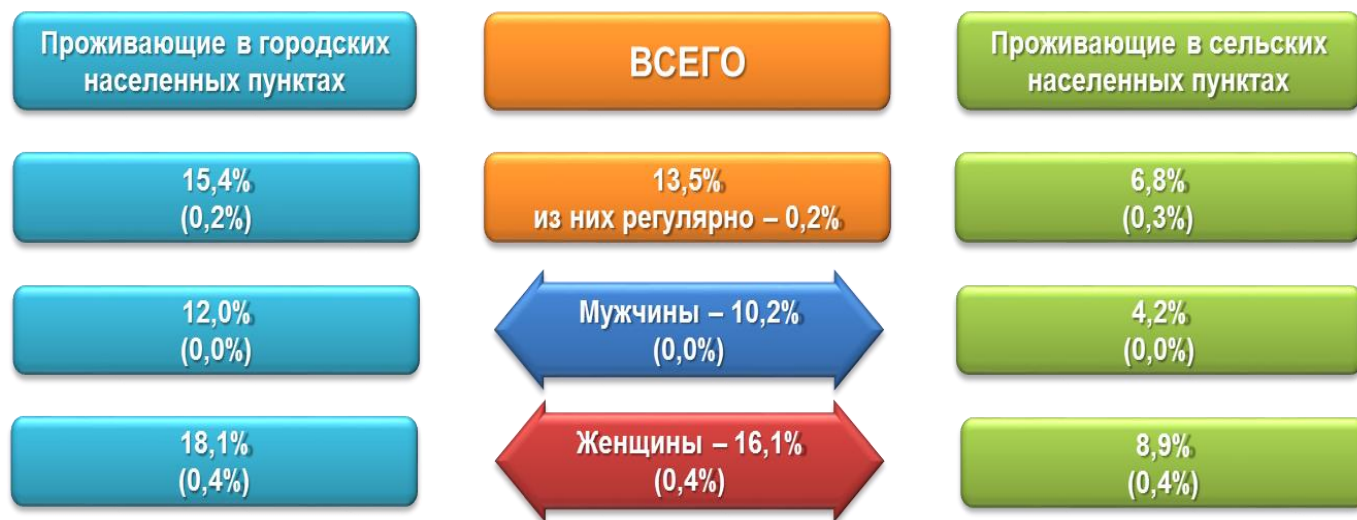 Проживающие в городских
населенных пунктах
ВСЕГО
Проживающие в сельских
населенных пунктах
15,4%
(0,2%)
13,5%
из них регулярно – 0,2%
6,8%
(0,3%)
12,0%
(0,0%)
Мужчины – 10,2%
(0,0%)
4,2%
(0,0%)
18,1%
(0,4%)
Женщины – 16,1%
(0,4%)
8,9%
(0,4%)